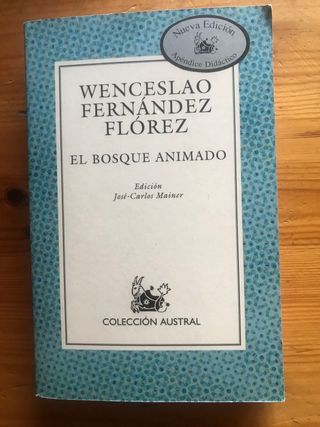 Nueva Edición
Apéndice Didáctico
WENCESLAO
FERNÁNDEZ
FLÓREZ
EL BOSQUE ANIMADO
Edición
José-Carlos Mainer
COLECCIÓN AUSTRAL